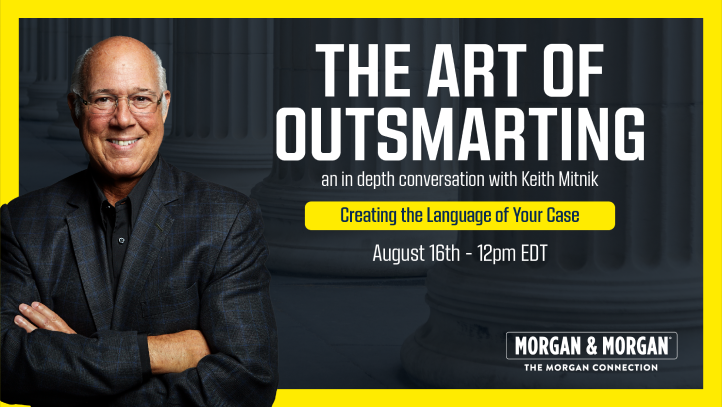 THE ART OF
OUTSMARTING
an in depth conversation with Keith Mitnik
Creating the Language of Your Case
August 16th - 12pm EDT
MORGAN & MORGAN
THE MORGAN CONNECTION